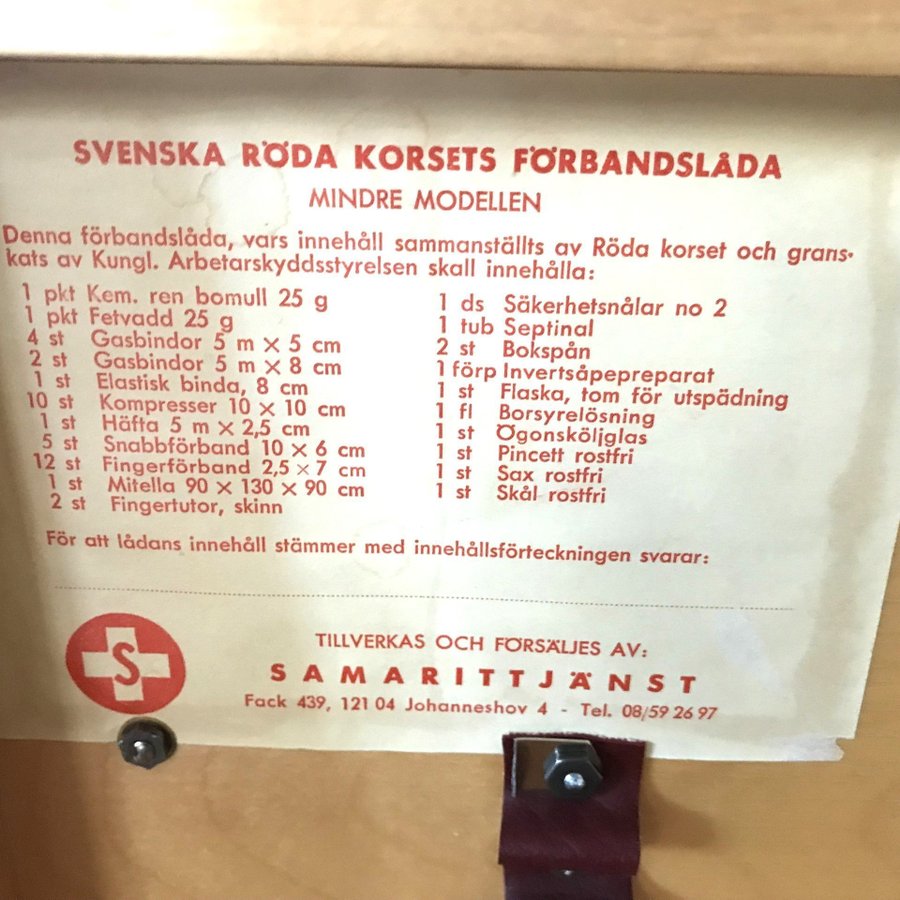 SVENSKA RÖDA KORSETS FÖRBANDSLÅDA
MINDRE MODELLEN
Denna förbandslåda, vars innehåll sammanställts av Röda korset och grans-
kats av Kungl. Arbetarskyddsstyrelsen skall innehålla:
1 pkt Kem. ren bomull 25 g
1 pkt Fetvadd 25 g
4 st Gasbindor 5 m × 5 cm
2 st Gasbindor 5 m × 8 cm
1 st Elastisk binda, 8 cm
10 st Kompresser 10 × 10 cm
1 st Häfta 5 m × 2,5 cm
5 st Snabbförband 10 × 6 cm
12 st Fingerförband 2,5 × 7 cm
1 st Mitella 90 × 130 × 90 cm
2 st Fingertutor, skinn
1 ds Säkerhetsnålar no 2
1 tub Septinal
2 st Bokspån
1 förp Invertsåpepreparat
1 st Flaska, tom för utspädning
1 fl Borsyrelösning
1 st Ögonsköljglas
1 st Pincett rostfri
1 st Sax rostfri
1 st Skål rostfri
För att lådans innehåll stämmer med innehållsförteckningen svarar:
S
TILLVERKAS OCH FÖRSÄLJES AV:
SAMARITTJÄNST
Fack 439, 121 04 Johanneshov 4 - Tel. 08/59 26 97